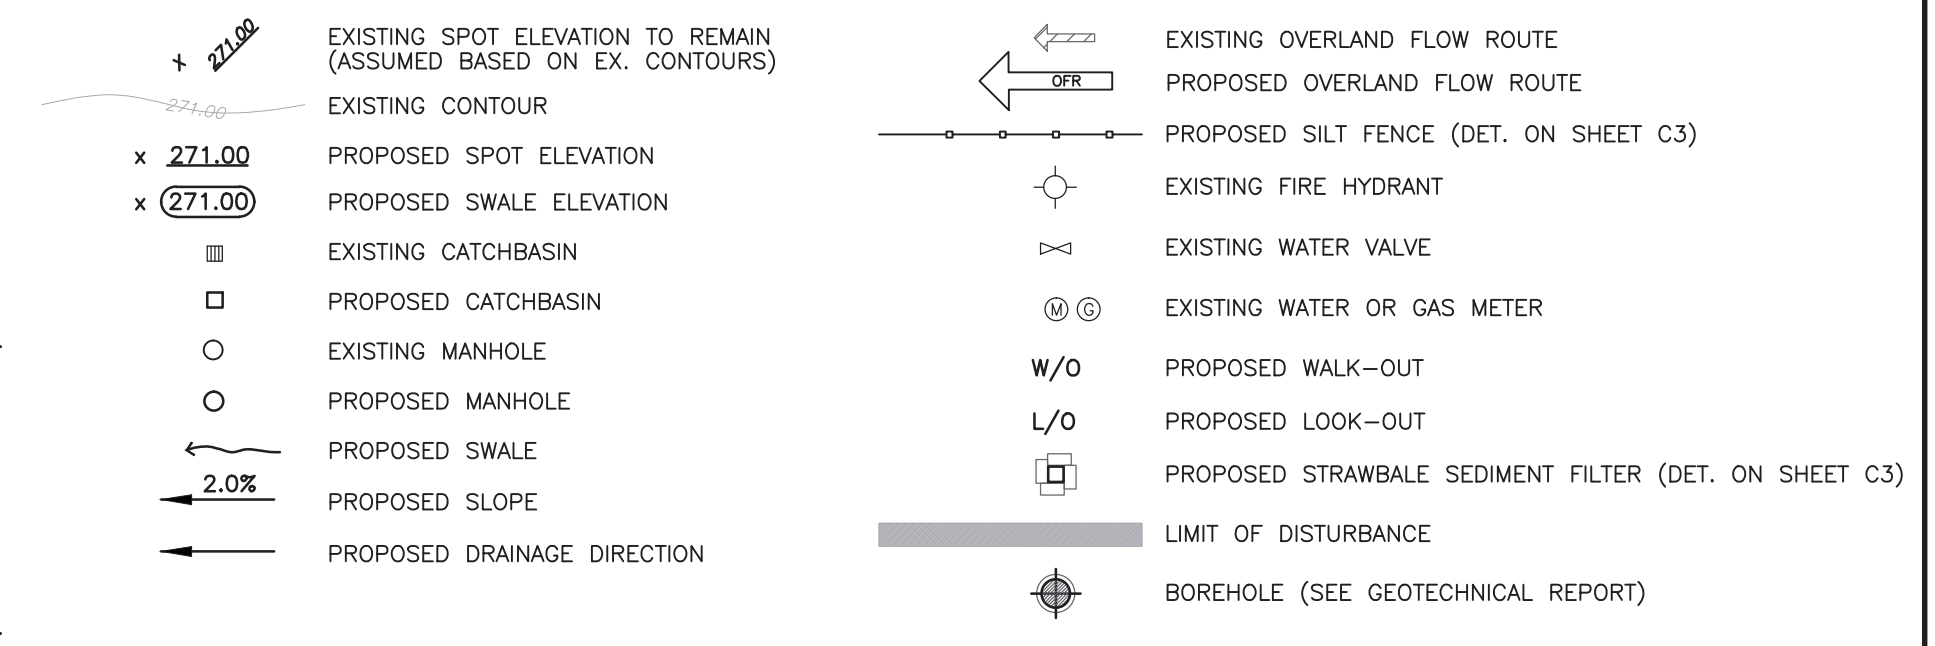 x 271.00 EXISTING SPOT ELEVATION TO REMAIN
(ASSUMED BASED ON EX. CONTOURS)
271.00 EXISTING CONTOUR
x 271.00 PROPOSED SPOT ELEVATION
x 271.00 PROPOSED SWALE ELEVATION
EXISTING CATCHBASIN
PROPOSED CATCHBASIN
EXISTING MANHOLE
PROPOSED MANHOLE
PROPOSED SWALE
2.0%
PROPOSED SLOPE
PROPOSED DRAINAGE DIRECTION
EXISTING OVERLAND FLOW ROUTE
OFR PROPOSED OVERLAND FLOW ROUTE
PROPOSED SILT FENCE (DET. ON SHEET C3)
EXISTING FIRE HYDRANT
EXISTING WATER VALVE
M G EXISTING WATER OR GAS METER
W/O PROPOSED WALK-OUT
L/O PROPOSED LOOK-OUT
PROPOSED STRAWBALE SEDIMENT FILTER (DET. ON SHEET C3)
LIMIT OF DISTURBANCE
BOREHOLE (SEE GEOTECHNICAL REPORT)